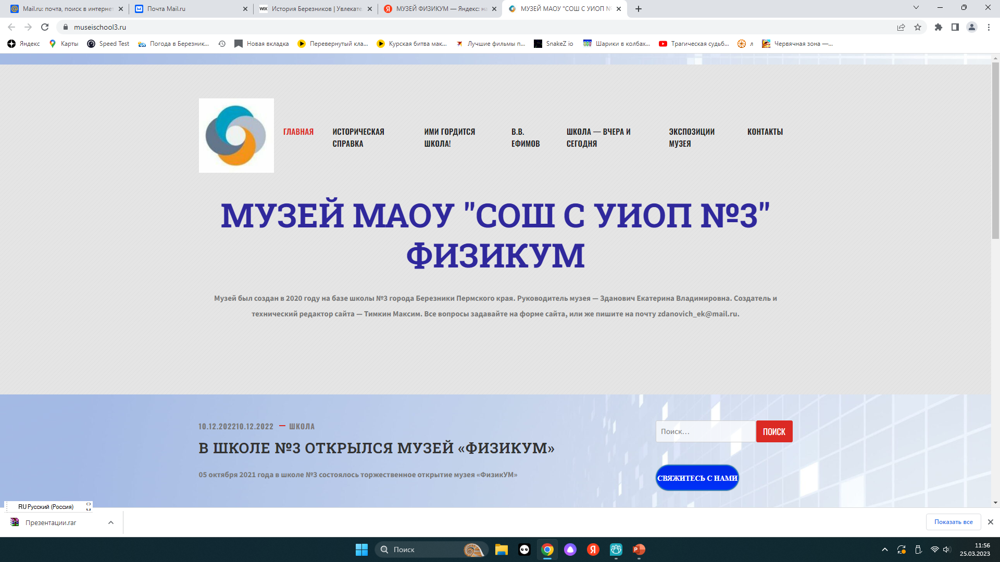 Mail.ru: почта, поиск в интернет
Почта Mail.ru
WIX История Березников | Увлекате
Я МУЗЕЙ ФИЗИКУМ — Яндекс: на
МУЗЕЙ МАОУ "СОШ С УИОП №
museischool3.ru
Яндекс
Карты
Speed Test
Погода в Березник...
Новая вкладка
Перевернутый кла...
Курская битва мак...
Лучшие фильмы п...
SnakeZ io
Шарики в колбах...
Трагическая судьб...
л
Червячная зона —...
ГЛАВНАЯ
ИСТОРИЧЕСКАЯ
СПРАВКА
ИМИ ГОРДИТСЯ
ШКОЛА!
В.В.
ЕФИМОВ
ШКОЛА — ВЧЕРА И
СЕГОДНЯ
ЭКСПОЗИЦИИ
МУЗЕЯ
КОНТАКТЫ
МУЗЕЙ МАОУ "СОШ С УИОП №3"
ФИЗИКУМ
Музей был создан в 2020 году на базе школы №3 города Березники Пермского края. Руководитель музея — Зданович Екатерина Владимировна. Создатель и
технический редактор сайта — Тимкин Максим. Все вопросы задавайте на форме сайта, или же пишите на почту zdanovich_ek@mail.ru.
10.12.202210.12.2022 — ШКОЛА
В ШКОЛЕ №3 ОТКРЫЛСЯ МУЗЕЙ «ФИЗИКУМ»
05 октября 2021 года в школе №3 состоялось торжественное открытие музея «ФизикУМ»
Поиск...
ПОИСК
СВЯЖИТЕСЬ С НАМИ
RU Русский (Россия)
Презентации.rar
Показать все
Поиск
Я
P
11:56
25.03.2023